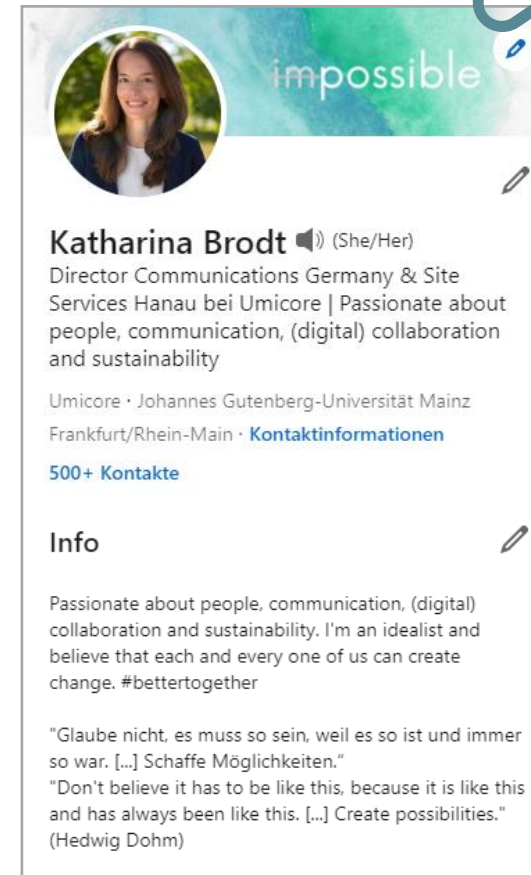 impossible
Katharina Brodt (She/Her)
Director Communications Germany & Site
Services Hanau bei Umicore | Passionate about
people, communication, (digital) collaboration
and sustainability
Umicore · Johannes Gutenberg-Universität Mainz
Frankfurt/Rhein-Main · Kontaktinformationen
500+ Kontakte
Info
Passionate about people, communication, (digital)
collaboration and sustainability. I'm an idealist and
believe that each and every one of us can create
change. #bettertogether
"Glaube nicht, es muss so sein, weil es so ist und immer
so war. [...] Schaffe Möglichkeiten."
"Don't believe it has to be like this, because it is like this
and has always been like this. [...] Create possibilities."
(Hedwig Dohm)